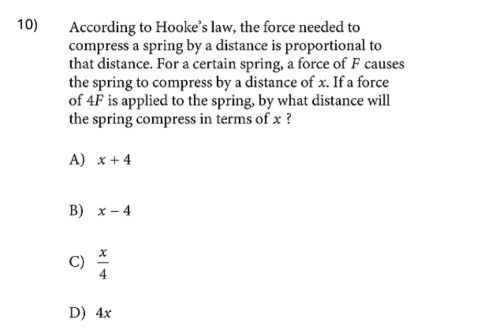 10) According to Hooke's law, the force needed to
compress a spring by a distance is proportional to
that distance. For a certain spring, a force of F causes
the spring to compress by a distance of x. If a force
of 4F is applied to the spring, by what distance will
the spring compress in terms of x ?
A) x + 4
B) x – 4
C) x/4
D) 4x